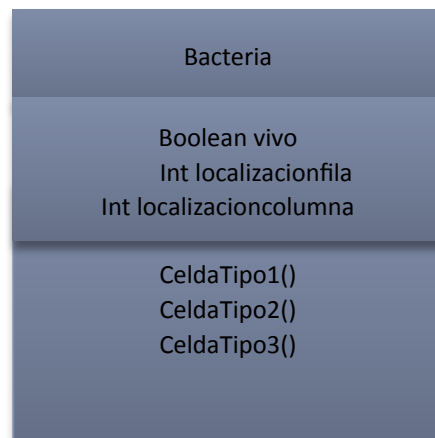 Bacteria
Boolean vivo
Int localizacionfila
Int localizacioncolumna
CeldaTipo1()
CeldaTipo2()
CeldaTipo3()